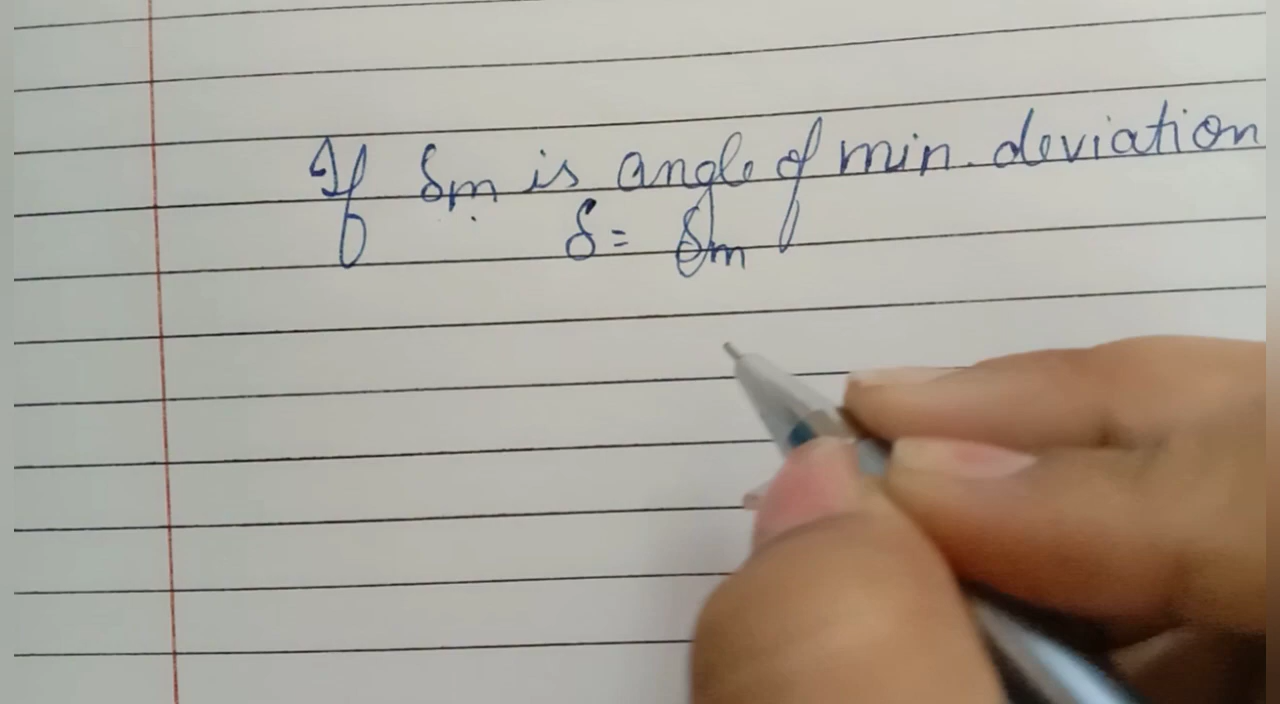 If δm is angle of min. deviation
δ = δm